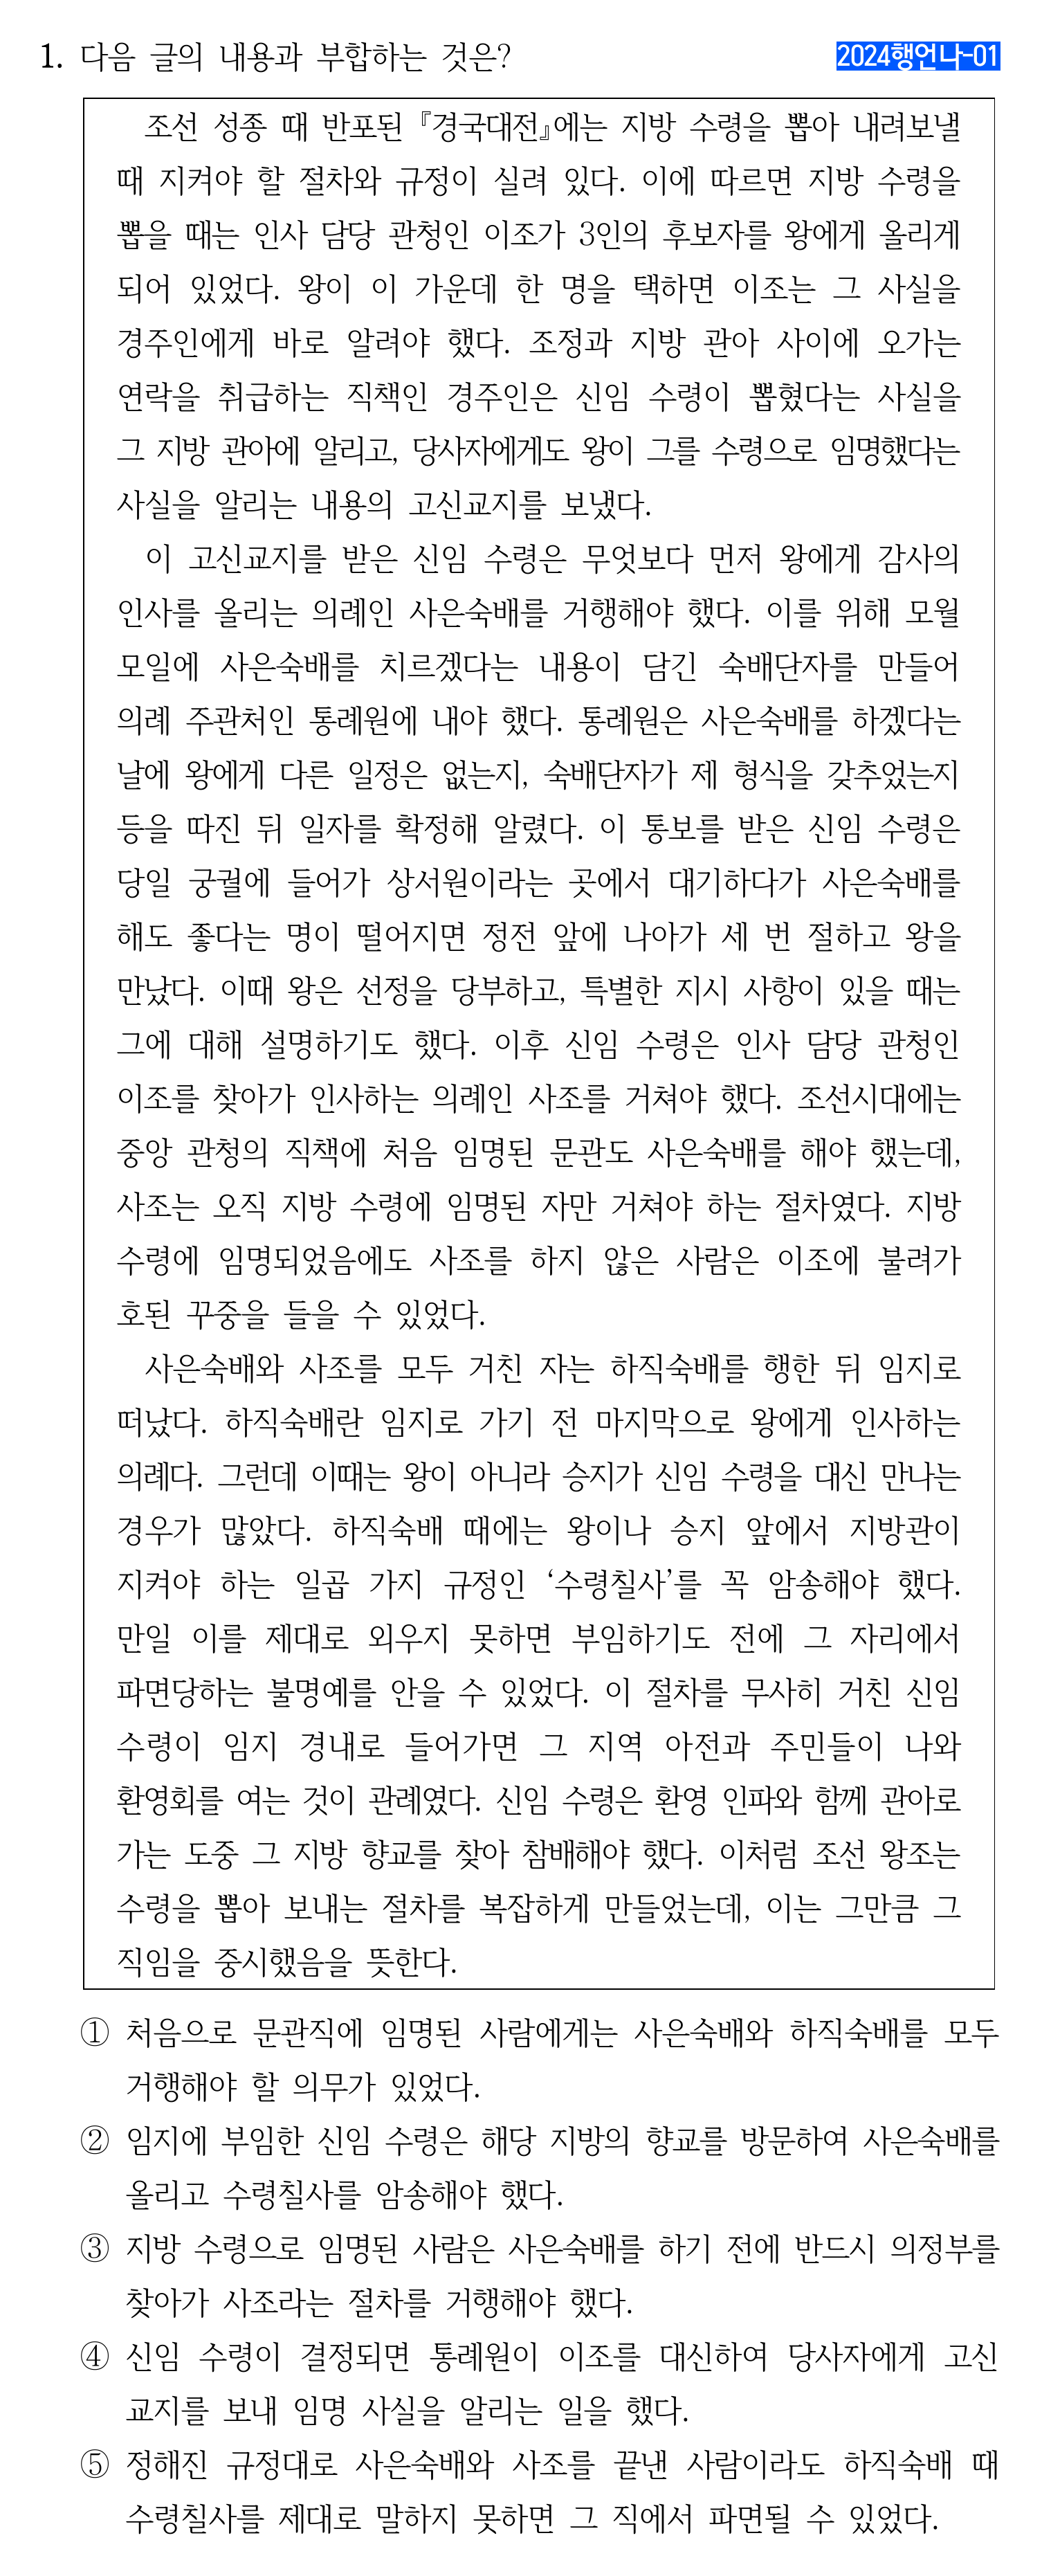 1. 다음 글의 내용과 부합하는 것은?
2024행언나-01
조선 성종 때 반포된 『경국대전』에는 지방 수령을 뽑아 내려보낼
때 지켜야 할 절차와 규정이 실려 있다. 이에 따르면 지방 수령을
뽑을 때는 인사 담당 관청인 이조가 3인의 후보자를 왕에게 올리게
되어 있었다. 왕이 이 가운데 한 명을 택하면 이조는 그 사실을
경주인에게 바로 알려야 했다. 조정과 지방 관아 사이에 오가는
연락을 취급하는 직책인 경주인은 신임 수령이 뽑혔다는 사실을
그 지방 관아에 알리고, 당사자에게도 왕이 그를 수령으로 임명했다는
사실을 알리는 내용의 고신교지를 보냈다.
이 고신교지를 받은 신임 수령은 무엇보다 먼저 왕에게 감사의
인사를 올리는 의례인 사은숙배를 거행해야 했다. 이를 위해 모월
모일에 사은숙배를 치르겠다는 내용이 담긴 숙배단자를 만들어
의례 주관처인 통례원에 내야 했다. 통례원은 사은숙배를 하겠다는
날에 왕에게 다른 일정은 없는지, 숙배단자가 제 형식을 갖추었는지
등을 따진 뒤 일자를 확정해 알렸다. 이 통보를 받은 신임 수령은
당일 궁궐에 들어가 상서원이라는 곳에서 대기하다가 사은숙배를
해도 좋다는 명이 떨어지면 정전 앞에 나아가 세 번 절하고 왕을
만났다. 이때 왕은 선정을 당부하고, 특별한 지시 사항이 있을 때는
그에 대해 설명하기도 했다. 이후 신임 수령은 인사 담당 관청인
이조를 찾아가 인사하는 의례인 사조를 거쳐야 했다. 조선시대에는
중앙 관청의 직책에 처음 임명된 문관도 사은숙배를 해야 했는데,
사조는 오직 지방 수령에 임명된 자만 거쳐야 하는 절차였다. 지방
수령에 임명되었음에도 사조를 하지 않은 사람은 이조에 불려가
호된 꾸중을 들을 수 있었다.
사은숙배와 사조를 모두 거친 자는 하직숙배를 행한 뒤 임지로
떠났다. 하직숙배란 임지로 가기 전 마지막으로 왕에게 인사하는
의례다. 그런데 이때는 왕이 아니라 승지가 신임 수령을 대신 만나는
경우가 많았다. 하직숙배 때에는 왕이나 승지 앞에서 지방관이
지켜야 하는 일곱 가지 규정인 ‘수령칠사’를 꼭 암송해야 했다.
만일 이를 제대로 외우지 못하면 부임하기도 전에 그 자리에서
파면당하는 불명예를 안을 수 있었다. 이 절차를 무사히 거친 신임
수령이 임지 경내로 들어가면 그 지역 아전과 주민들이 나와
환영회를 여는 것이 관례였다. 신임 수령은 환영 인파와 함께 관아로
가는 도중 그 지방 향교를 찾아 참배해야 했다. 이처럼 조선 왕조는
수령을 뽑아 보내는 절차를 복잡하게 만들었는데, 이는 그만큼 그
직임을 중시했음을 뜻한다.
① 처음으로 문관직에 임명된 사람에게는 사은숙배와 하직숙배를 모두
거행해야 할 의무가 있었다.
② 임지에 부임한 신임 수령은 해당 지방의 향교를 방문하여 사은숙배를
올리고 수령칠사를 암송해야 했다.
③ 지방 수령으로 임명된 사람은 사은숙배를 하기 전에 반드시 의정부를
찾아가 사조라는 절차를 거행해야 했다.
④ 신임 수령이 결정되면 통례원이 이조를 대신하여 당사자에게 고신
교지를 보내 임명 사실을 알리는 일을 했다.
⑤ 정해진 규정대로 사은숙배와 사조를 끝낸 사람이라도 하직숙배 때
수령칠사를 제대로 말하지 못하면 그 직에서 파면될 수 있었다.